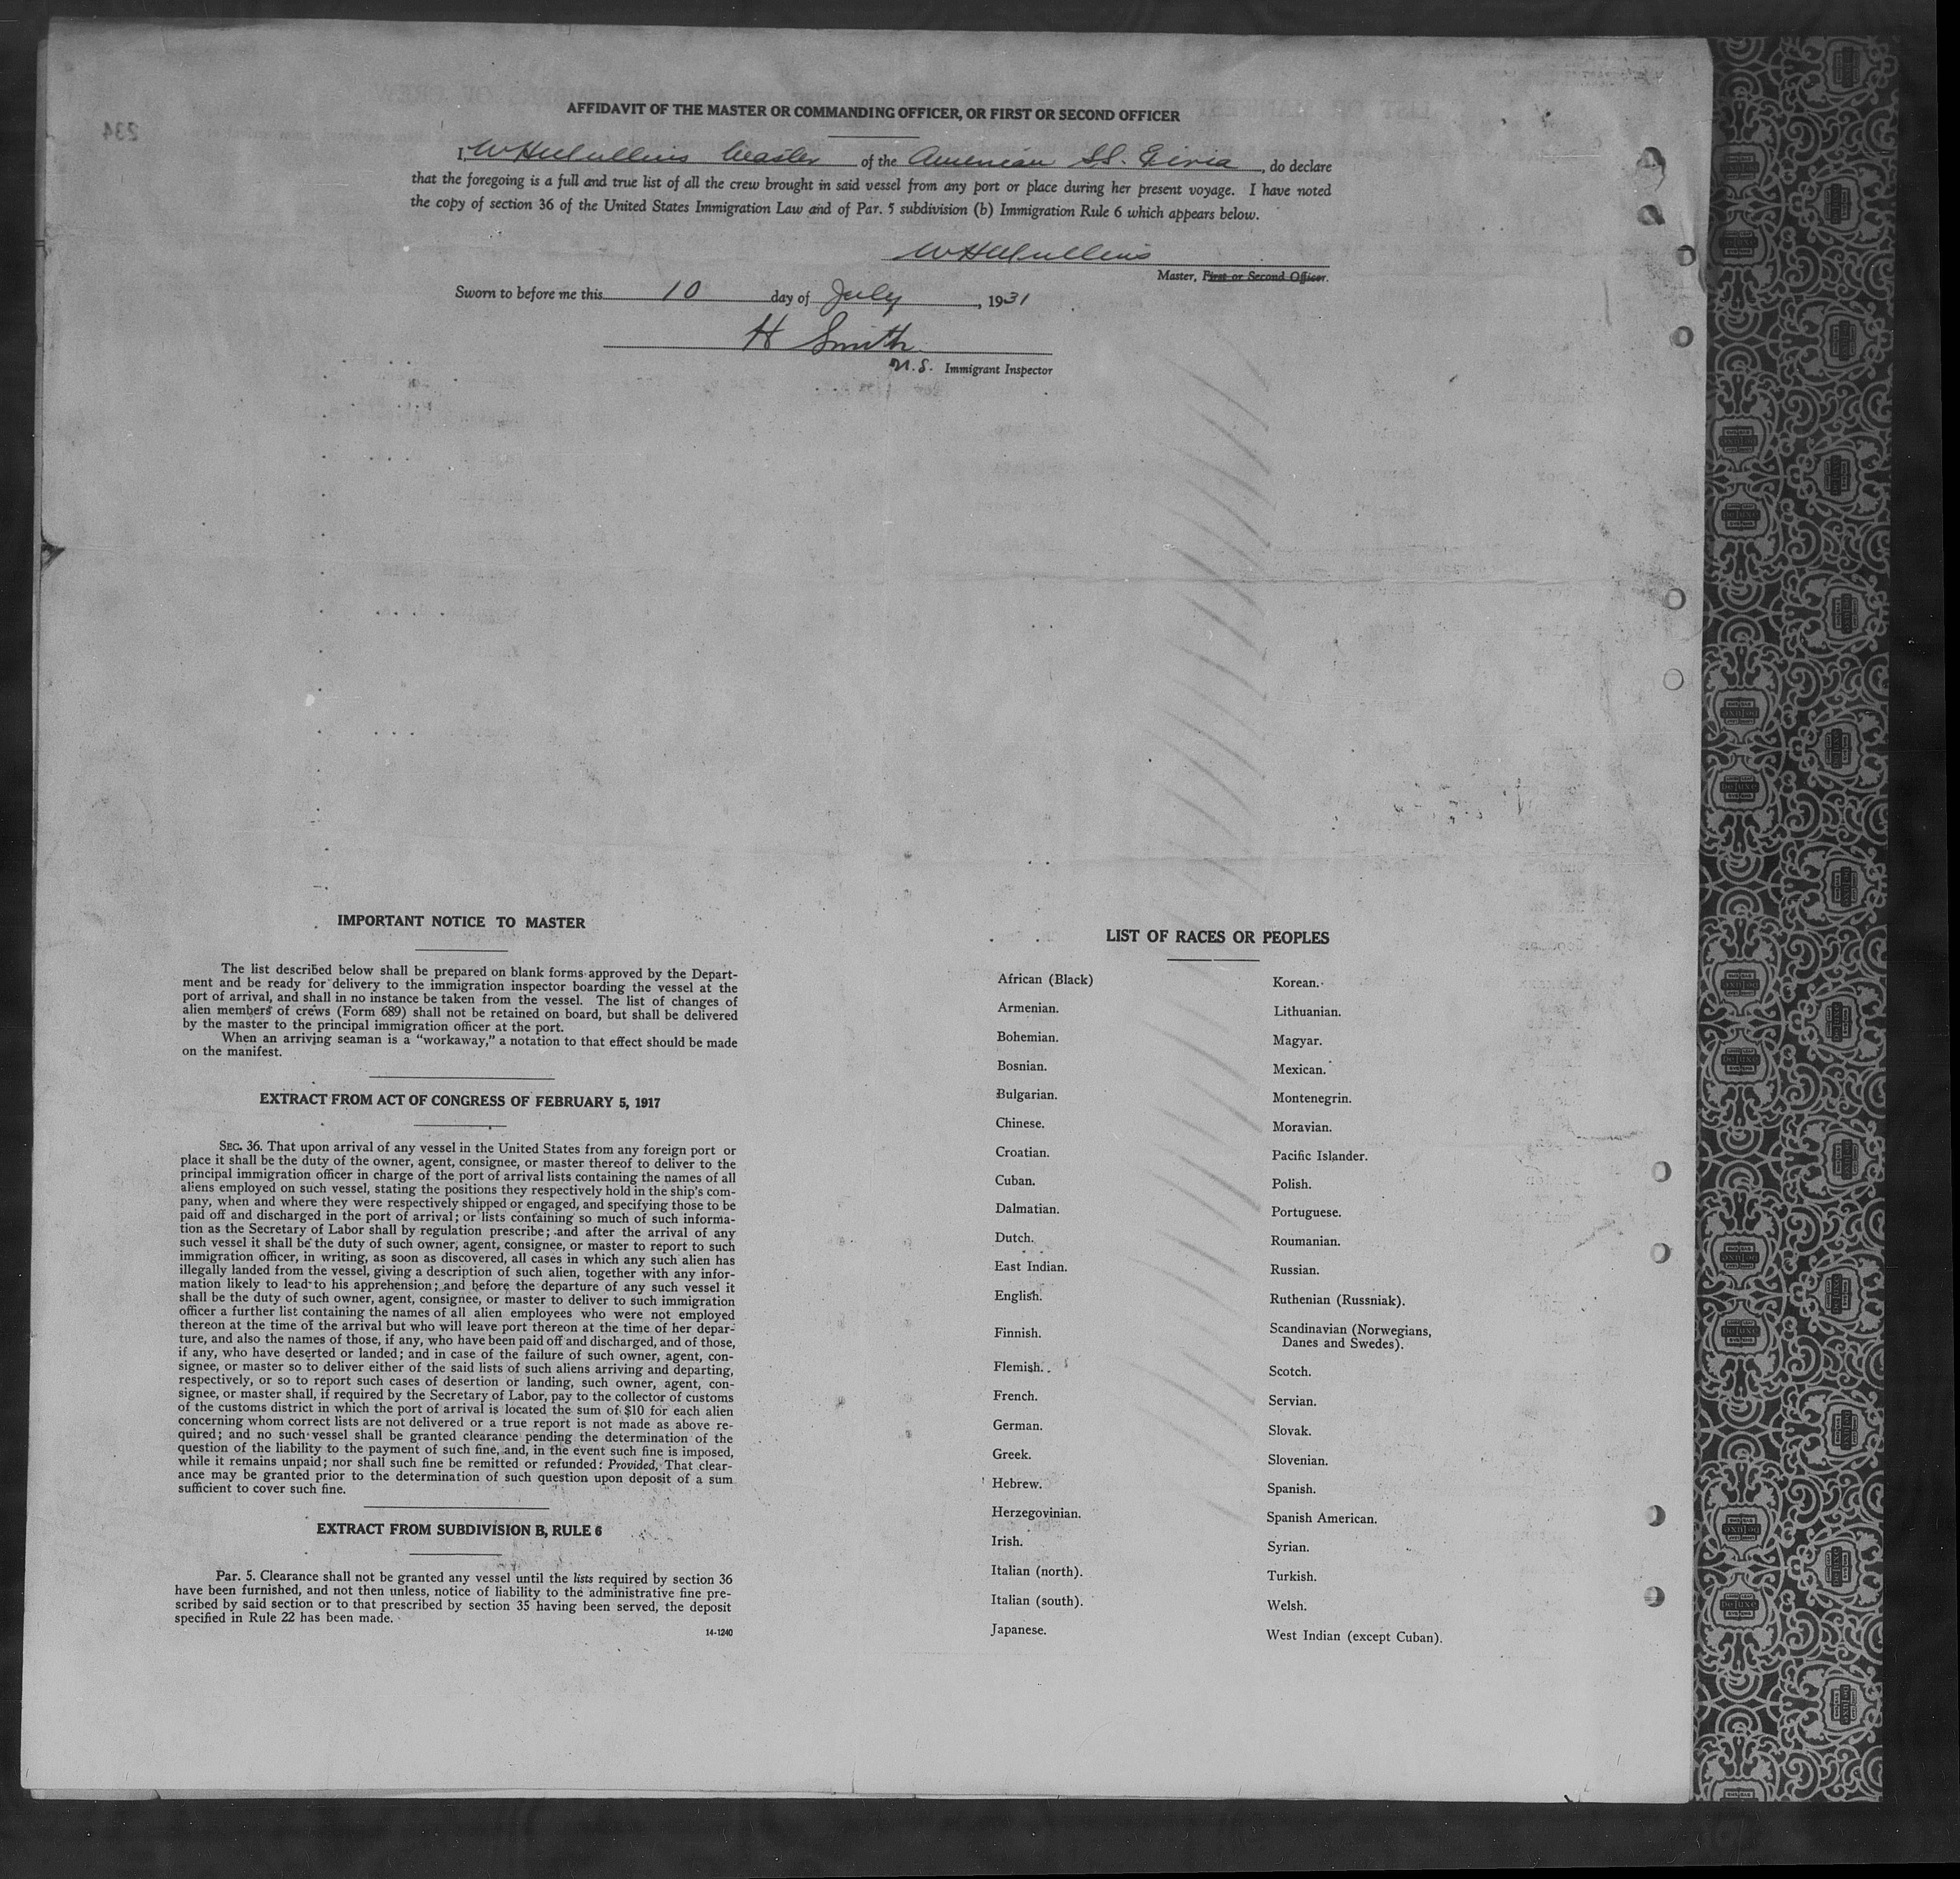 AFFIDAVIT OF THE MASTER OR COMMANDING OFFICER, OR FIRST OR SECOND OFFICER
I, Master of the American SS. , do declare
that the foregoing is a full and true list of all the crew brought in said vessel from any port or place during her present voyage. I have noted
the copy of section 36 of the United States Immigration Law and of Par. 5 subdivision (b) Immigration Rule 6 which appears below.
Master, First or Second Officer.
Sworn to before me this 10 day of July, 1931
H Smith
U.S. Immigrant Inspector
IMPORTANT NOTICE TO MASTER
The list described below shall be prepared on blank forms approved by the Depart-
ment and be ready for delivery to the immigration inspector boarding the vessel at the
port of arrival, and shall in no instance be taken from the vessel. The list of changes of
alien members of crews (Form 689) shall not be retained on board, but shall be delivered
by the master to the principal immigration officer at the port.
When an arriving seaman is a "workaway," a notation to that effect should be made
on the manifest.
EXTRACT FROM ACT OF CONGRESS OF FEBRUARY 5, 1917
SEC. 36. That upon arrival of any vessel in the United States from any foreign port or
place it shall be the duty of the owner, agent, consignee, or master thereof to deliver to the
principal immigration officer in charge of the port of arrival lists containing the names of all
aliens employed on such vessel, stating the positions they respectively hold in the ship's com-
pany, when and where they were respectively shipped or engaged, and specifying those to be
paid off and discharged in the port of arrival; or lists containing so much of such informa-
tion as the Secretary of Labor shall by regulation prescribe; and after the arrival of any
such vessel it shall be the duty of such owner, agent, consignee, or master to report to such
immigration officer, in writing, as soon as discovered, all cases in which any such alien has
illegally landed from the vessel, giving a description of such alien, together with any infor-
mation likely to lead to his apprehension; and before the departure of any such vessel it
shall be the duty of such owner, agent, consignee, or master to deliver to such immigration
officer a further list containing the names of all alien employees who were not employed
thereon at the time of the arrival but who will leave port thereon at the time of her depar-
ture, and also the names of those, if any, who have been paid off and discharged, and of those,
if any, who have deserted or landed; and in case of the failure of such owner, agent, con-
signee, or master so to deliver either of the said lists of such aliens arriving and departing,
respectively, or so to report such cases of desertion or landing, such owner, agent, con-
signee, or master shall, if required by the Secretary of Labor, pay to the collector of customs
of the customs district in which the port of arrival is located the sum of $10 for each alien
concerning whom correct lists are not delivered or a true report is not made as above re-
quired; and no such vessel shall be granted clearance pending the determination of the
question of the liability to the payment of such fine, and, in the event such fine is imposed,
while it remains unpaid; nor shall such fine be remitted or refunded: Provided, That clear-
ance may be granted prior to the determination of such question upon deposit of a sum
sufficient to cover such fine.
EXTRACT FROM SUBDIVISION B, RULE 6
Par. 5. Clearance shall not be granted any vessel until the lists required by section 36
have been furnished, and not then unless, notice of liability to the administrative fine pre-
scribed by said section or to that prescribed by section 35 having been served, the deposit
specified in Rule 22 has been made.
14-1240
LIST OF RACES OR PEOPLES
African (Black)
Armenian.
Bohemian.
Bosnian.
Bulgarian.
Chinese.
Croatian.
Cuban.
Dalmatian.
Dutch.
East Indian.
English.
Finnish.
Flemish.
French.
German.
Greek.
Hebrew.
Herzegovinian.
Irish.
Italian (north).
Italian (south).
Japanese.
Korean.
Lithuanian.
Magyar.
Mexican.
Montenegrin.
Moravian.
Pacific Islander.
Polish.
Portuguese.
Roumanian.
Russian.
Ruthenian (Russniak).
Scandinavian (Norwegians,
Danes and Swedes).
Scotch.
Servian.
Slovak.
Slovenian.
Spanish.
Spanish American.
Syrian.
Turkish.
Welsh.
West Indian (except Cuban).